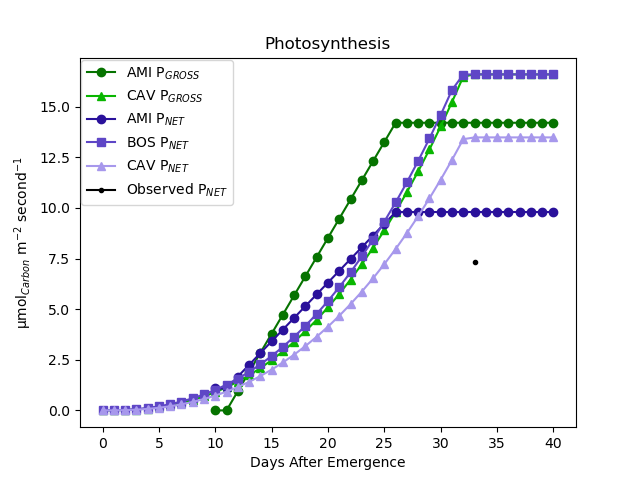 Photosynthesis
AMI P_GROSS
CAV P_GROSS
AMI P_NET
BOS P_NET
CAV P_NET
Observed P_NET
15.0
12.5
10.0
7.5
5.0
2.5
0.0
μmol_Carbon m⁻² second⁻¹
0 5 10 15 20 25 30 35 40
Days After Emergence